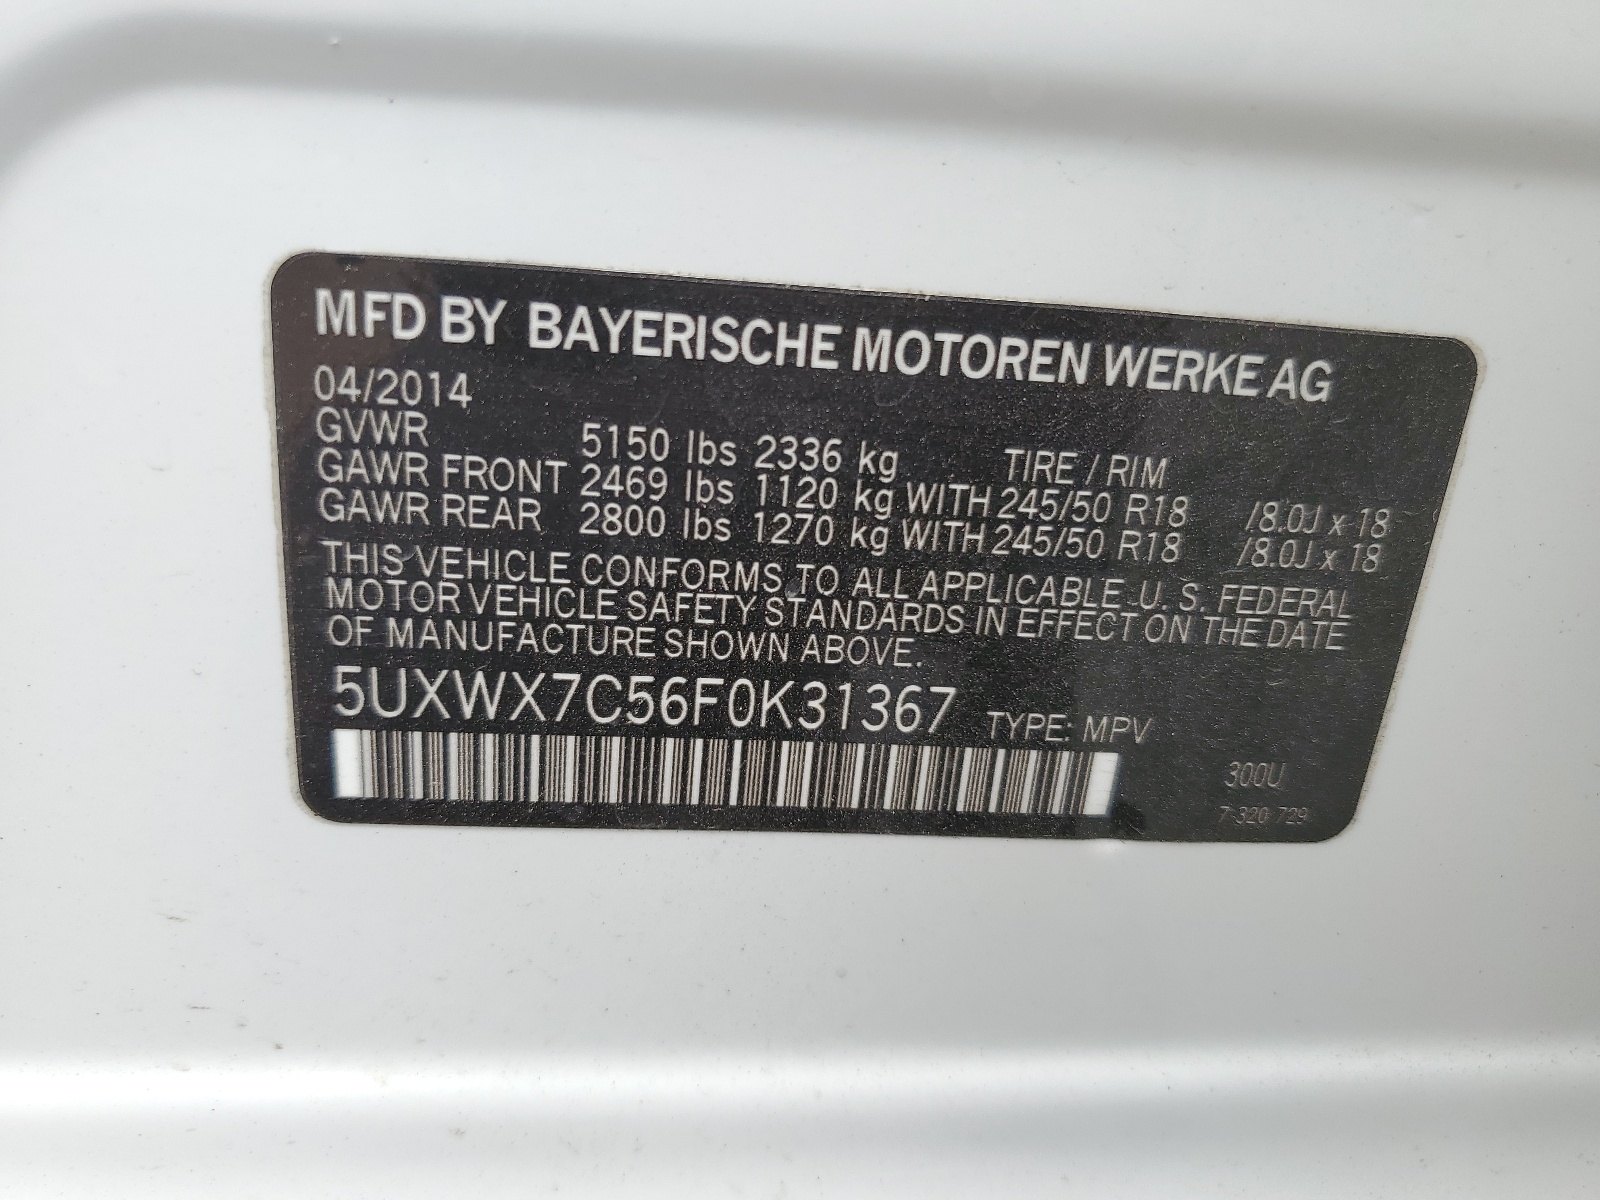 MFD BY BAYERISCHE MOTOREN WERKE AG
04/2014
GVWR 5150 lbs 2336 kg TIRE / RIM
GAWR FRONT 2469 lbs 1120 kg WITH 245/50 R18 /8.0J x 18
GAWR REAR 2800 lbs 1270 kg WITH 245/50 R18 /8.0J x 18
THIS VEHICLE CONFORMS TO ALL APPLICABLE U. S. FEDERAL
MOTOR VEHICLE SAFETY STANDARDS IN EFFECT ON THE DATE
OF MANUFACTURE SHOWN ABOVE.
5UXWX7C56F0K31367 TYPE: MPV
300U
7 320 729